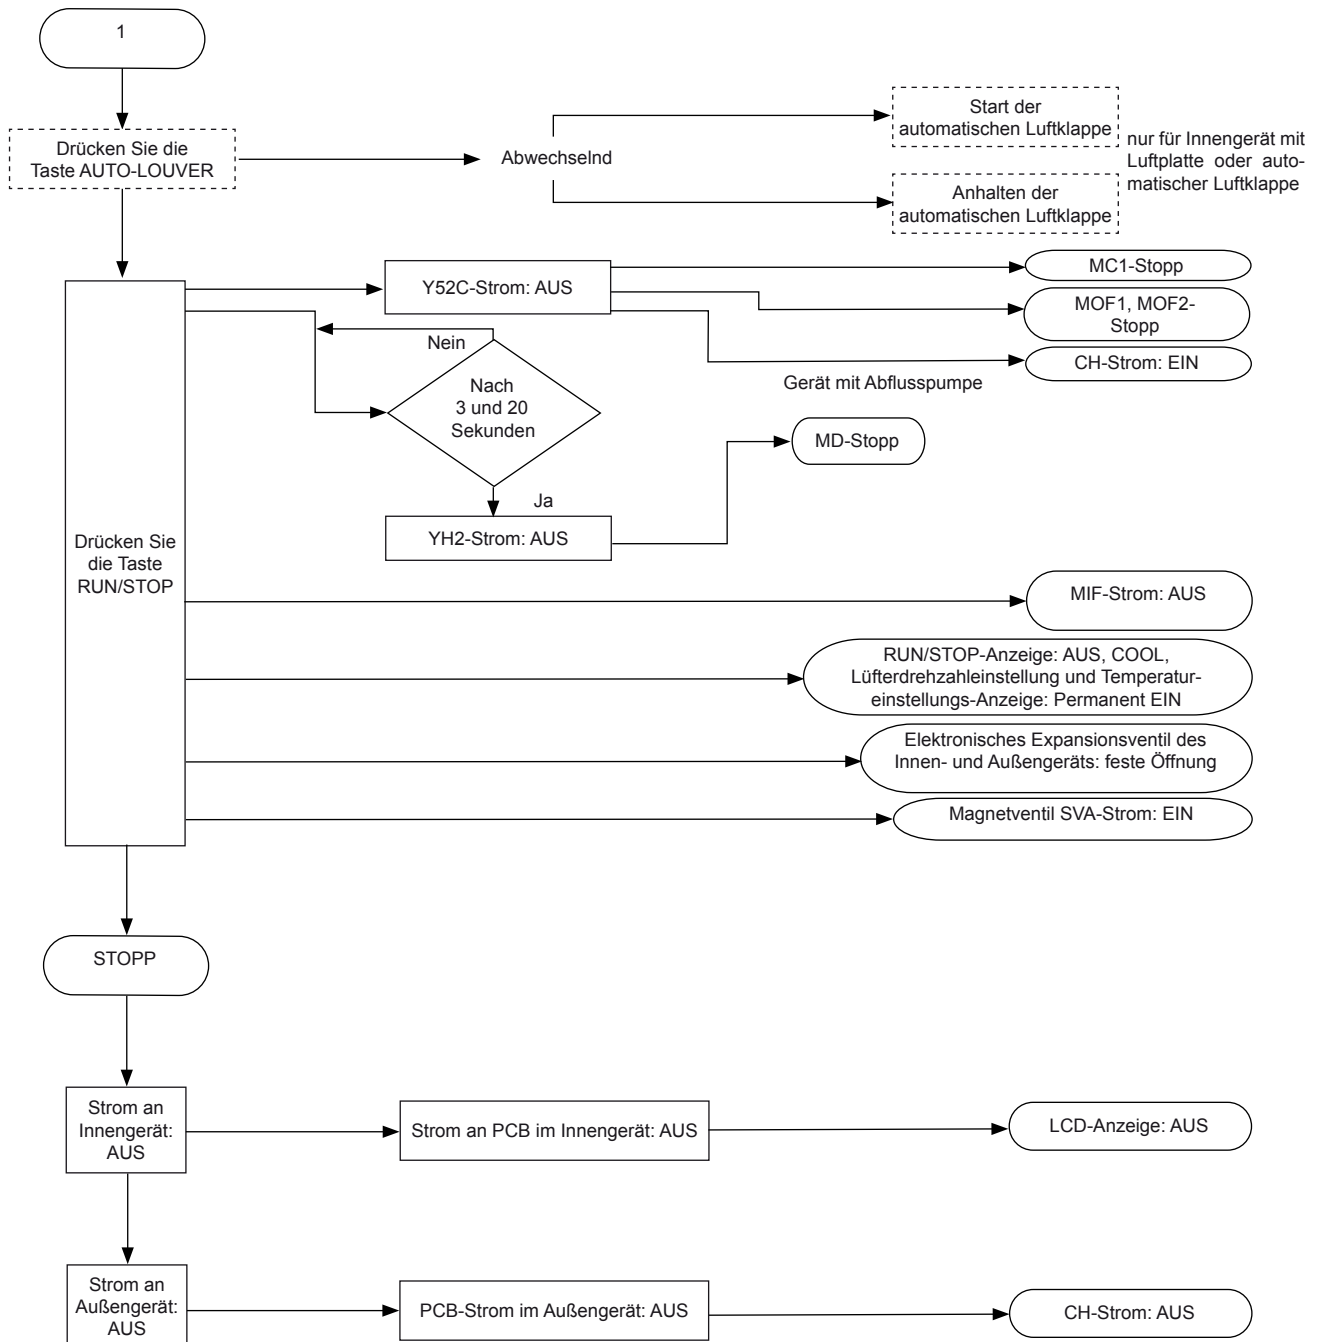 1
Drücken Sie die
Taste AUTO-LOUVER
Abwechselnd
Start der
automatischen Luftklappe
Anhalten der
automatischen Luftklappe
nur für Innengerät mit
Luftplatte oder auto-
matischer Luftklappe
Drücken Sie
die Taste
RUN/STOP
Y52C-Strom: AUS
MC1-Stopp
MOF1, MOF2-
Stopp
CH-Strom: EIN
Nein
Nach
3 und 20
Sekunden
Ja
Gerät mit Abflusspumpe
MD-Stopp
YH2-Strom: AUS
MIF-Strom: AUS
RUN/STOP-Anzeige: AUS, COOL,
Lüfterdrehzahleinstellung und Temperatur-
einstellungs-Anzeige: Permanent EIN
Elektronisches Expansionsventil des
Innen- und Außengeräts: feste Öffnung
Magnetventil SVA-Strom: EIN
STOPP
Strom an
Innengerät:
AUS
Strom an PCB im Innengerät: AUS
LCD-Anzeige: AUS
Strom an
Außengerät:
AUS
PCB-Strom im Außengerät: AUS
CH-Strom: AUS